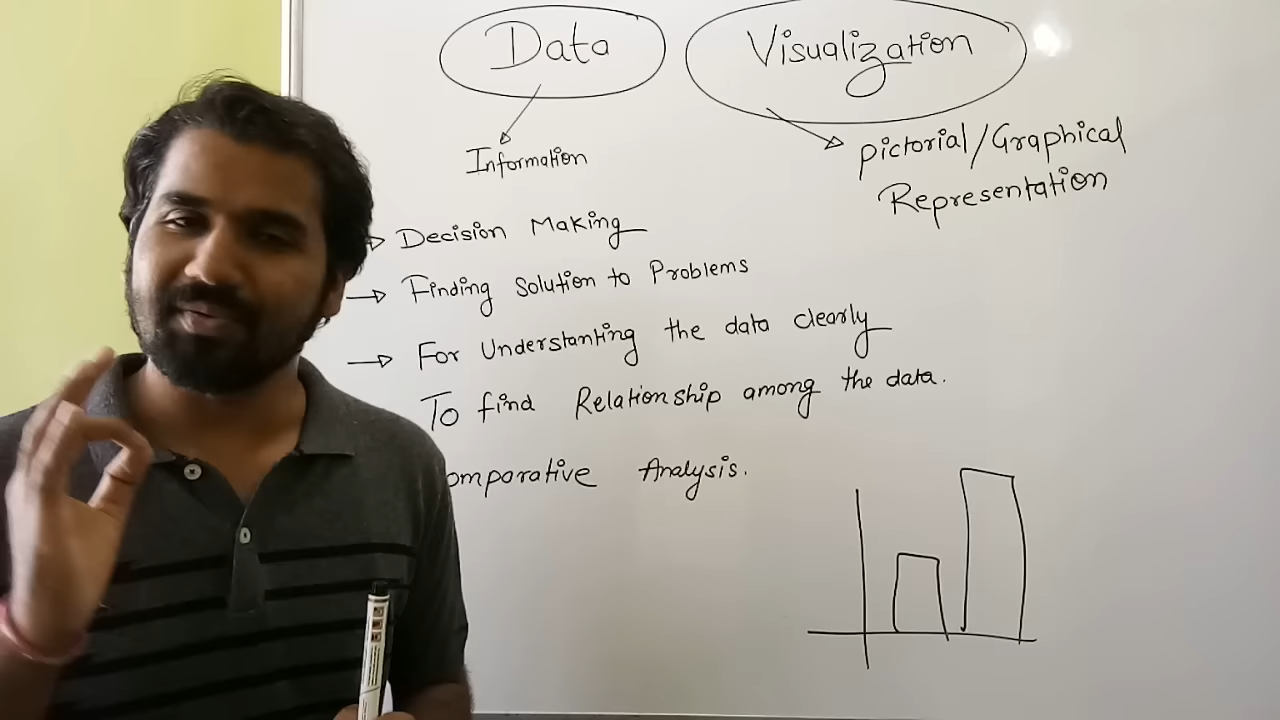 Data Visualization
Information
pictorial/Graphical
Representation
Decision Making
Finding Solution to Problems
For Understanting the data clearly
To find Relationship among the data.
omparative Analysis.